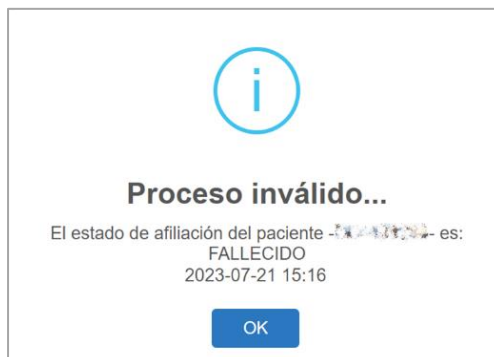 i
Proceso inválido...
El estado de afiliación del paciente - - es:
FALLECIDO
2023-07-21 15:16
OK